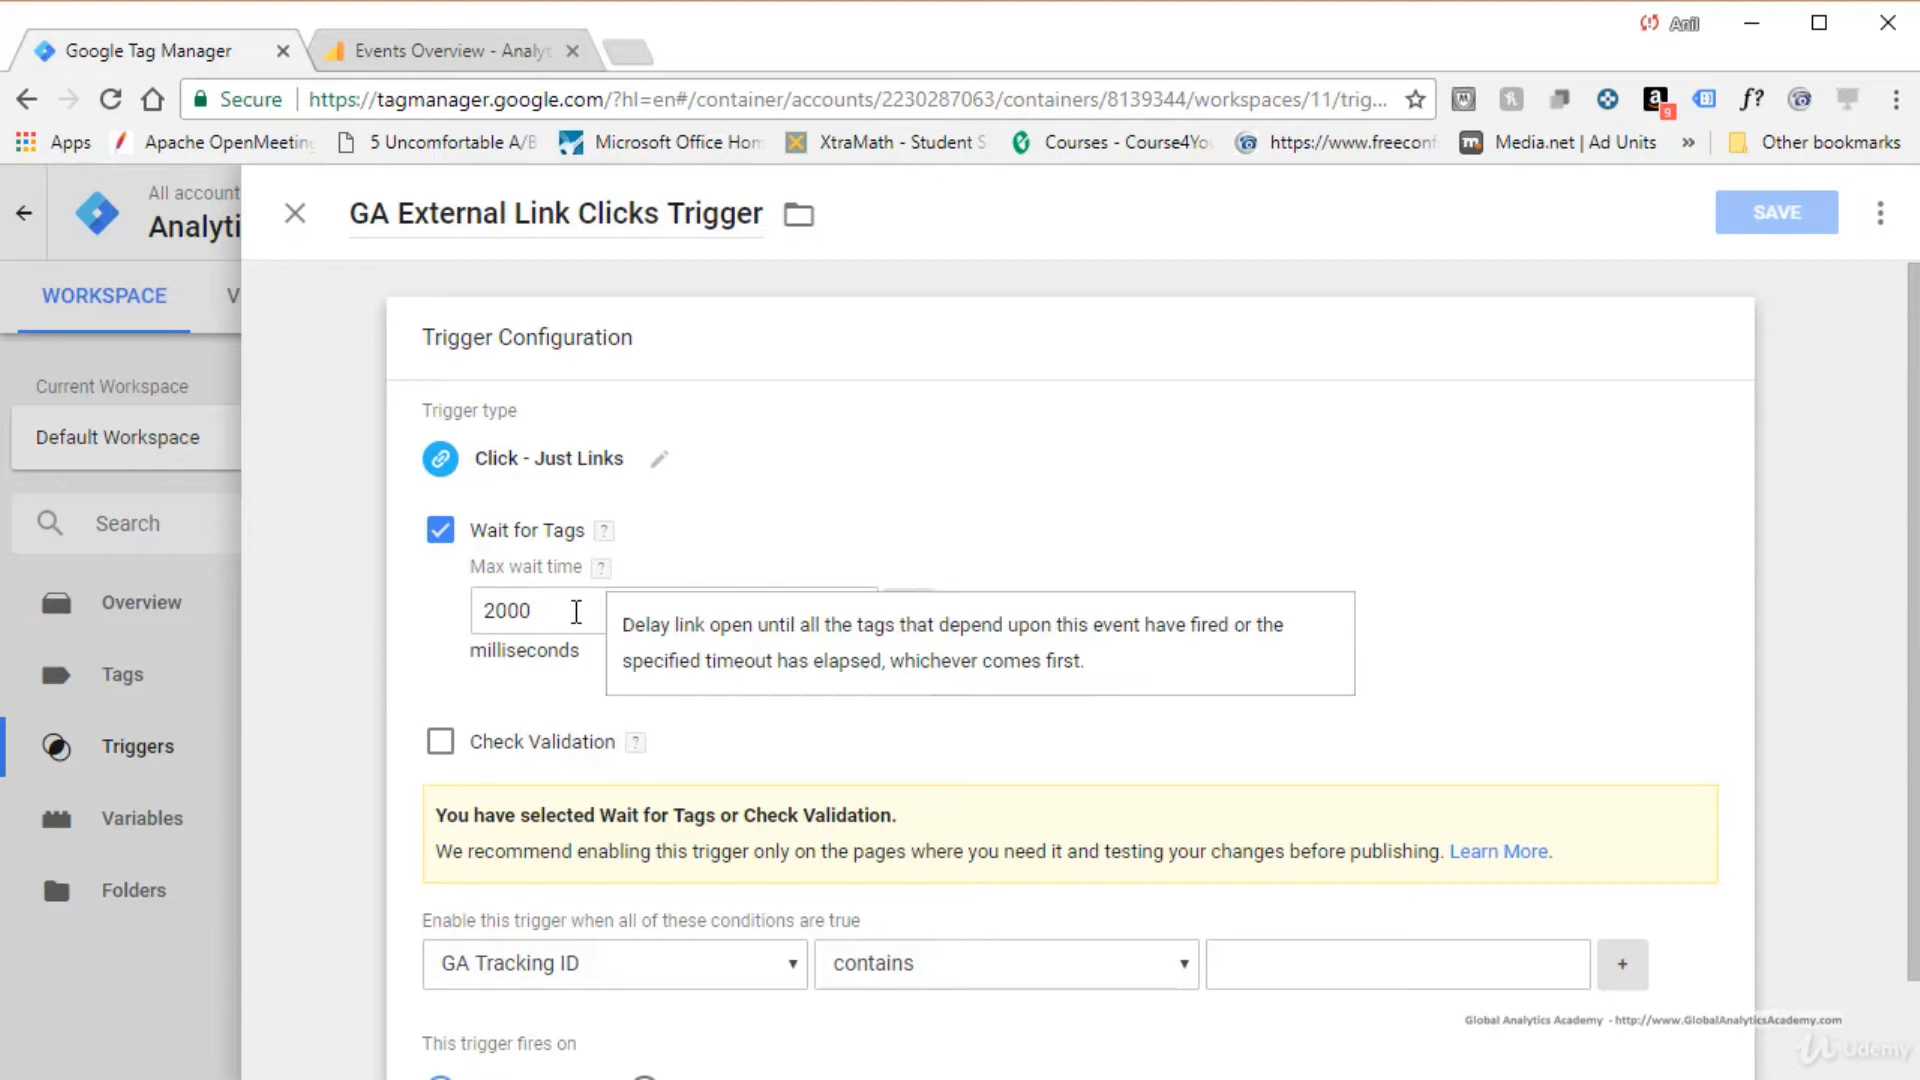 Anil
Google Tag Manager
Events Overview - Analyt
Secure
https://tagmanager.google.com/?hl=en#/container/accounts/2230287063/containers/8139344/workspaces/11/trig...
9
f?
Apps
Apache OpenMeeting
5 Uncomfortable A/B
Microsoft Office Hom
XtraMath - Student S
Courses - Course4Yo
https://www.freeconf
Media.net | Ad Units
»
Other bookmarks
All account
Analyti
GA External Link Clicks Trigger
SAVE
WORKSPACE
V
Trigger Configuration
Current Workspace
Default Workspace
Trigger type
Click - Just Links
Search
Wait for Tags ?
Max wait time ?
2000
milliseconds
Delay link open until all the tags that depend upon this event have fired or the
specified timeout has elapsed, whichever comes first.
Overview
Tags
Triggers
Variables
Folders
Check Validation ?
You have selected Wait for Tags or Check Validation.
We recommend enabling this trigger only on the pages where you need it and testing your changes before publishing. Learn More.
Enable this trigger when all of these conditions are true
GA Tracking ID
contains
+
Global Analytics Academy - http://www.GlobalAnalyticsAcademy.com
This trigger fires on
Udemy